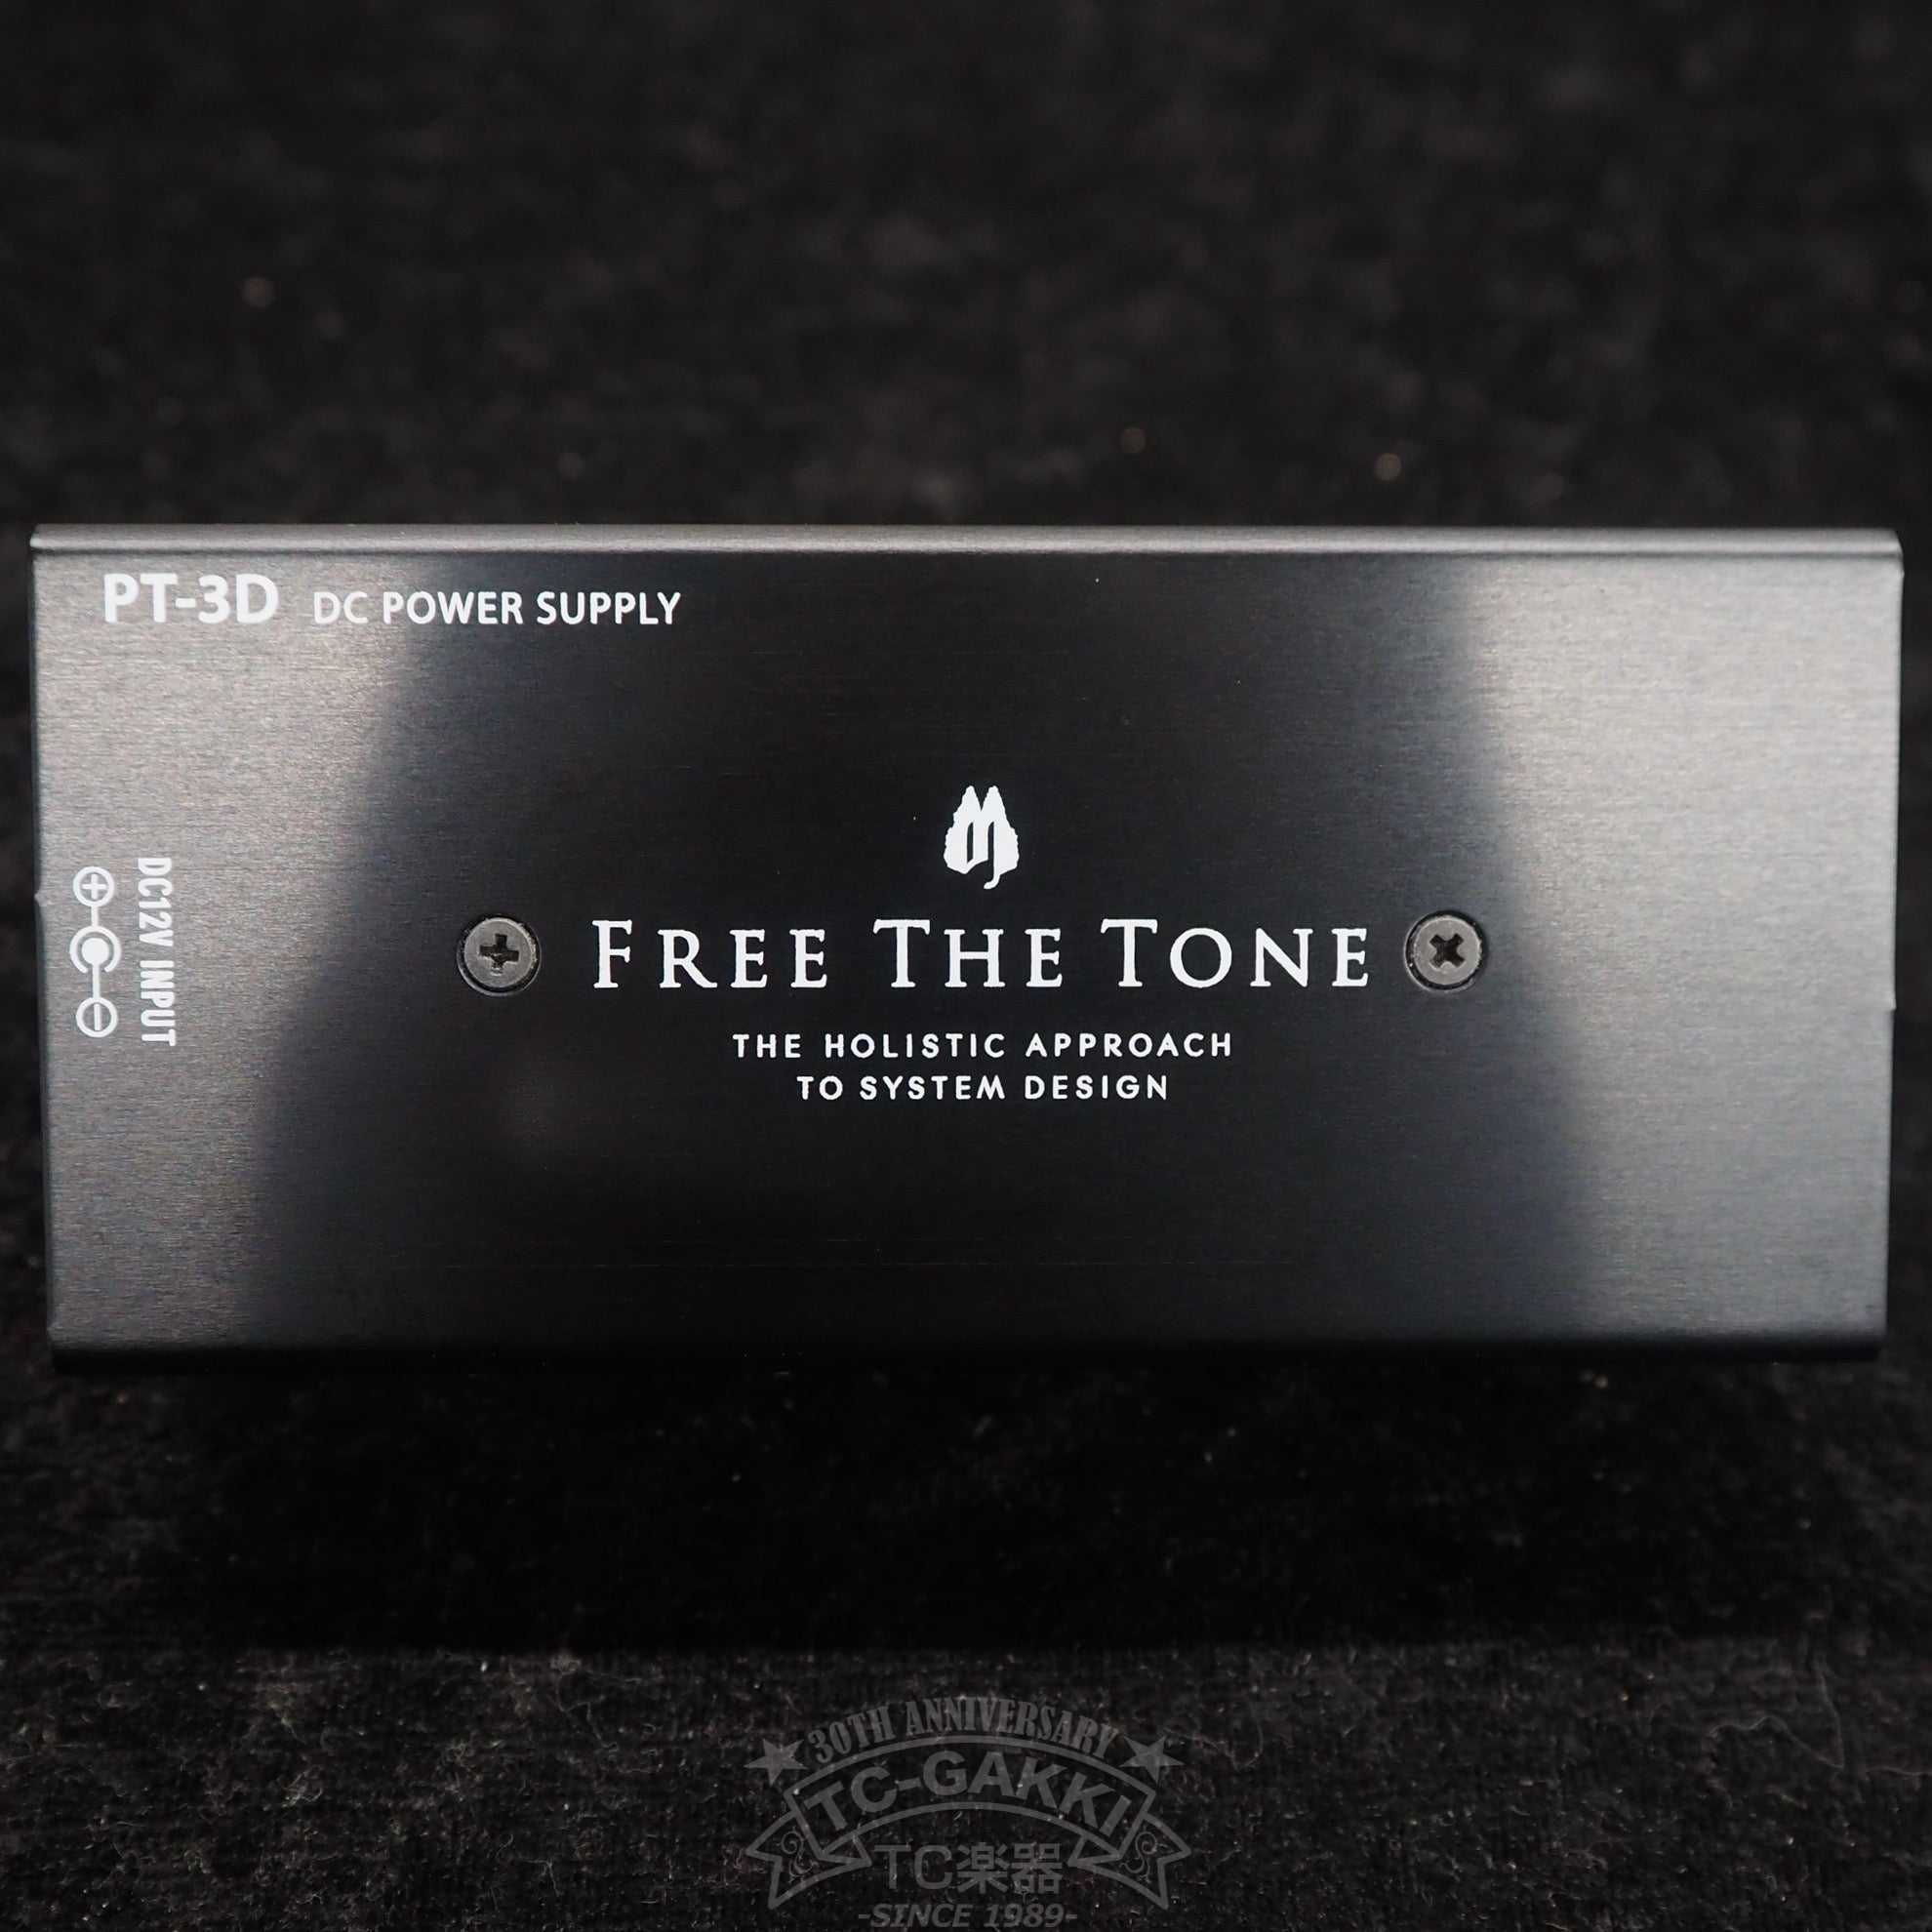 PT-3D DC POWER SUPPLY
DC12V INPUT
FREE THE TONE
THE HOLISTIC APPROACH
TO SYSTEM DESIGN
30TH ANNIVERSARY
TC-GAKKI
TC楽器
-SINCE 1989-